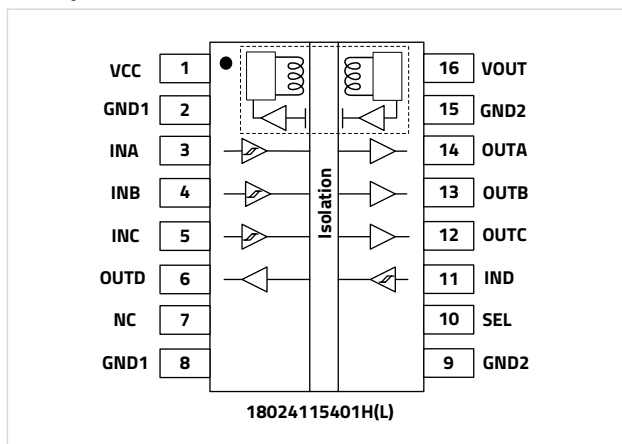 VCC 1 16 VOUT
GND1 2 15 GND2
INA 3 14 OUTA
INB 4 13 OUTB
INC 5 12 OUTC
OUTD 6 11 IND
NC 7 10 SEL
GND1 8 9 GND2
Isolation
18024115401H(L)